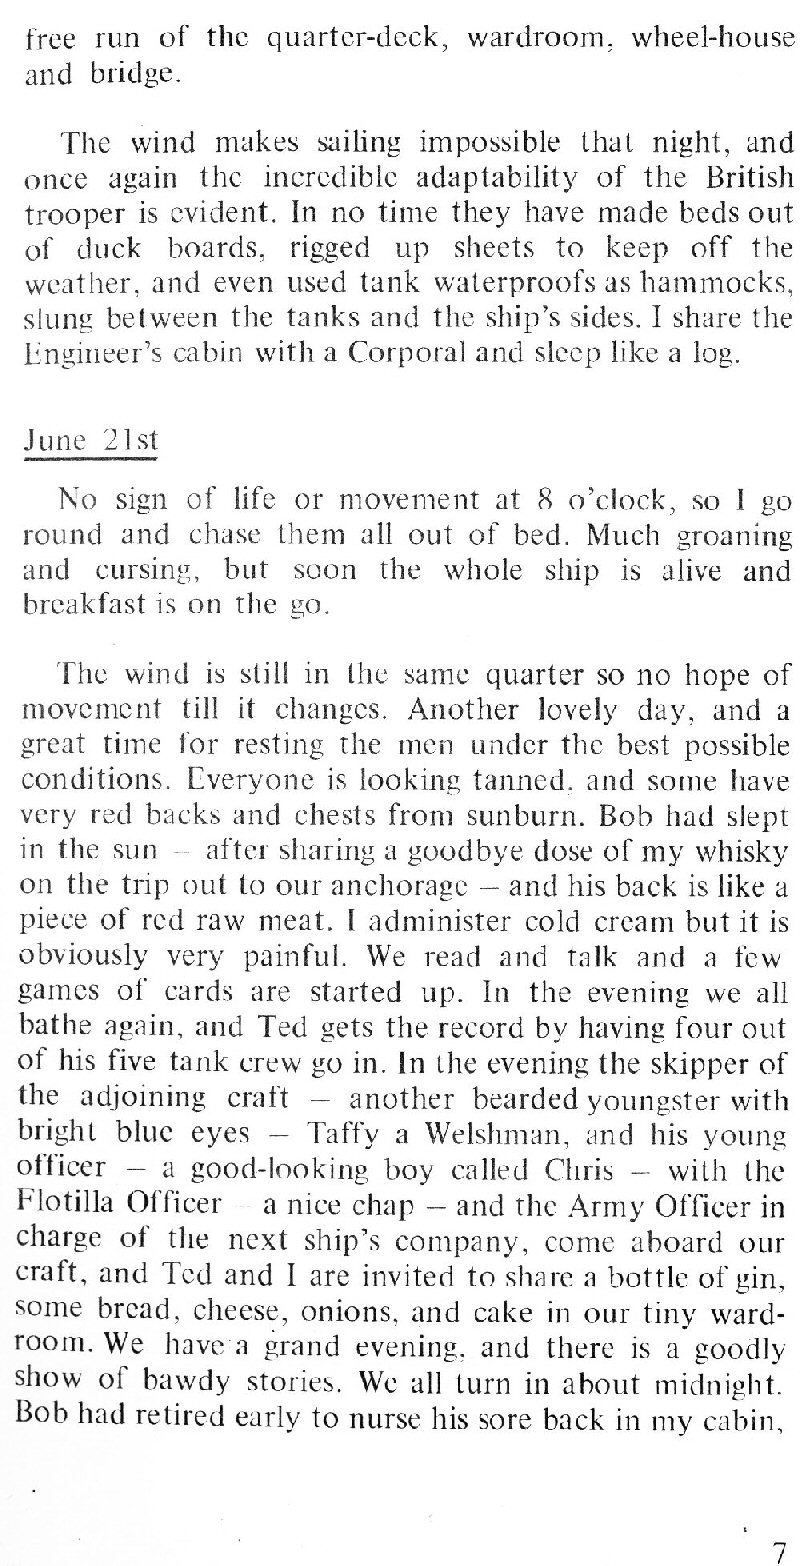 free run of the quarter-deck, wardroom, wheel-house
and bridge.
The wind makes sailing impossible that night, and
once again the incredible adaptability of the British
trooper is evident. In no time they have made beds out
of duck boards, rigged up sheets to keep off the
weather, and even used tank waterproofs as hammocks,
slung between the tanks and the ship's sides. I share the
Engineer's cabin with a Corporal and sleep like a log.
June 21st
No sign of life or movement at 8 o'clock, so I go
round and chase them all out of bed. Much groaning
and cursing, but soon the whole ship is alive and
breakfast is on the go.
The wind is still in the same quarter so no hope of
movement till it changes. Another lovely day, and a
great time for resting the men under the best possible
conditions. Everyone is looking tanned, and some have
very red backs and chests from sunburn. Bob had slept
in the sun – after sharing a goodbye dose of my whisky
on the trip out to our anchorage – and his back is like a
piece of red raw meat. I administer cold cream but it is
obviously very painful. We read and talk and a few
games of cards are started up. In the evening we all
bathe again, and Ted gets the record by having four out
of his five tank crew go in. In the evening the skipper of
the adjoining craft – another bearded youngster with
bright blue eyes – Taffy a Welshman, and his young
officer – a good-looking boy called Chris – with the
Flotilla Officer a nice chap – and the Army Officer in
charge of the next ship's company, come aboard our
craft, and Ted and I are invited to share a bottle of gin,
some bread, cheese, onions, and cake in our tiny ward-
room. We have a grand evening, and there is a goodly
show of bawdy stories. We all turn in about midnight.
Bob had retired early to nurse his sore back in my cabin,
7